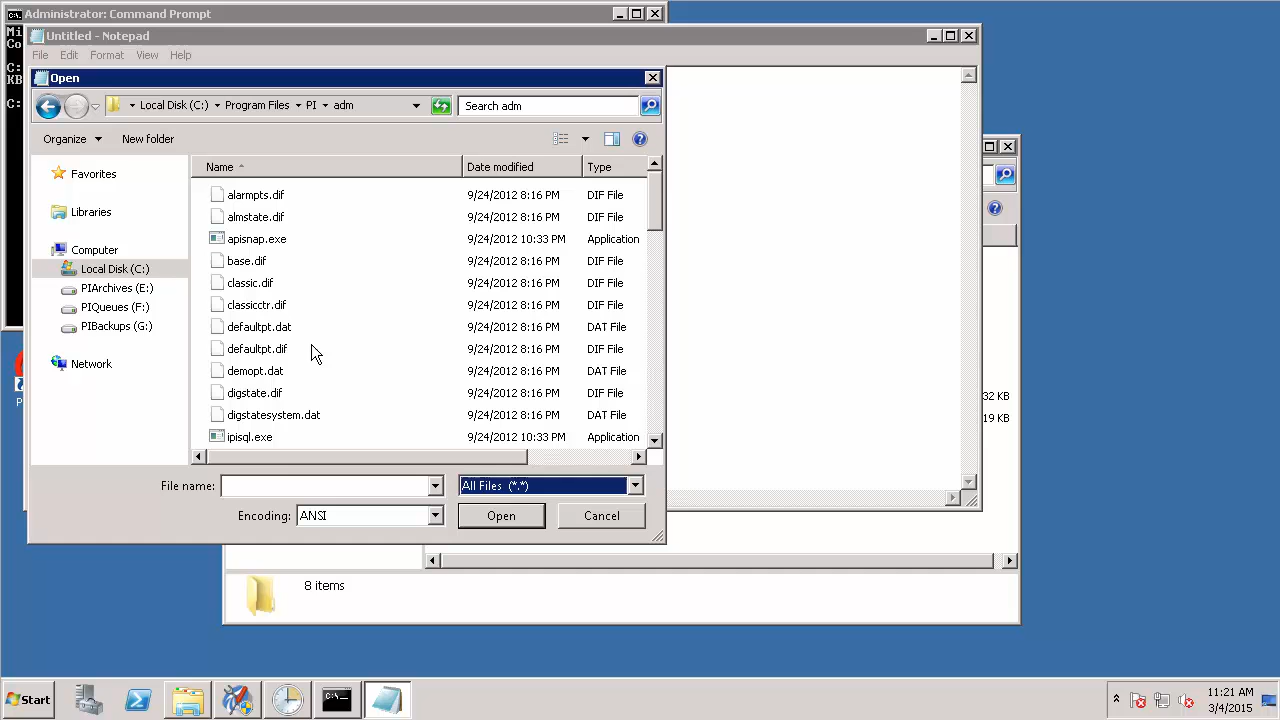 Administrator: Command Prompt
Mi
Co
C:
KB
C:
Untitled - Notepad
File Edit Format View Help
Open
Local Disk (C:) Program Files PI adm
Search adm
Organize New folder
Name Date modified Type
Favorites
Libraries
Computer
Local Disk (C:)
PIArchives (E:)
PIQueues (F:)
PIBackups (G:)
Network
alarmpts.dif 9/24/2012 8:16 PM DIF File
almstate.dif 9/24/2012 8:16 PM DIF File
apisnap.exe 9/24/2012 10:33 PM Application
base.dif 9/24/2012 8:16 PM DIF File
classic.dif 9/24/2012 8:16 PM DIF File
classicctr.dif 9/24/2012 8:16 PM DIF File
defaultpt.dat 9/24/2012 8:16 PM DAT File
defaultpt.dif 9/24/2012 8:16 PM DIF File
demopt.dat 9/24/2012 8:16 PM DAT File
digstate.dif 9/24/2012 8:16 PM DIF File
digstatesystem.dat 9/24/2012 8:16 PM DAT File
ipisql.exe 9/24/2012 10:33 PM Application
File name: All Files (*.*)
Encoding: ANSI Open Cancel
32 KB
19 KB
P
8 items
Start
11:21 AM
3/4/2015